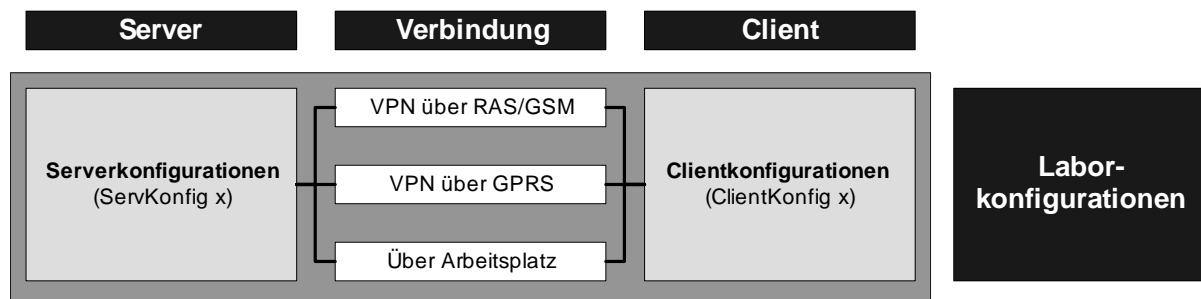 Server
Verbindung
Client
VPN über RAS/GSM
Serverkonfigurationen
(ServKonfig x)
VPN über GPRS
Clientkonfigurationen
(ClientKonfig x)
Über Arbeitsplatz
Labor-
konfigurationen